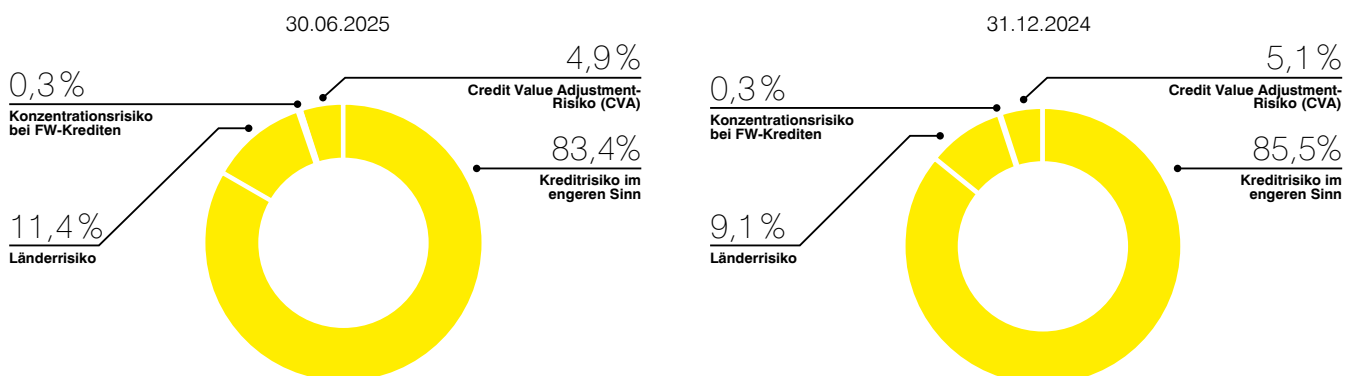 30.06.2025
4,9%
Credit Value Adjustment-
Risiko (CVA)
0,3%
Konzentrationsrisiko
bei FW-Krediten
83,4%
Kreditrisiko im
engeren Sinn
11,4%
Länderrisiko
31.12.2024
5,1%
Credit Value Adjustment-
Risiko (CVA)
0,3%
Konzentrationsrisiko
bei FW-Krediten
85,5%
Kreditrisiko im
engeren Sinn
9,1%
Länderrisiko